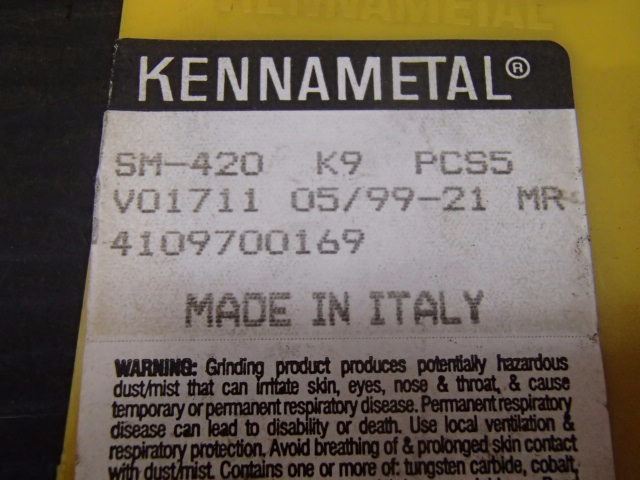 KENNAMETAL
KENNAMETAL®
SM-420 K9 PCS5
V01711 05/99-21 MR
4109700169
MADE IN ITALY
WARNING: Grinding product produces potentially hazardous
dust/mist that can irritate skin, eyes, nose & throat, & cause
temporary or permanent respiratory disease. Permanent respiratory
disease can lead to disability or death. Use local ventilation &
respiratory protection. Avoid breathing of & prolonged skin contact
with dust/mist. Contains one or more of: tungsten carbide, cobalt,